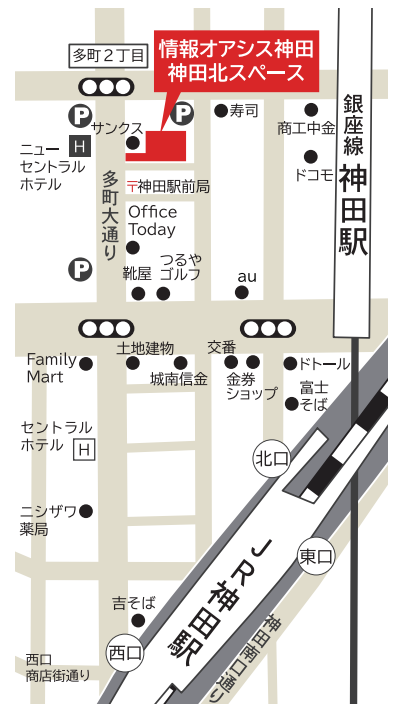 多町２丁目
情報オアシス神田
神田北スペース
P
P
サンクス
寿司
商工中金
銀座線
神田駅
ニュー
セントラル
ホテル
H
ドコモ
多町大通り
〒神田駅前局
Office
Today
P
靴屋
つるや
ゴルフ
au
土地建物
交番
Family
Mart
城南信金
金券
ショップ
ドトール
富士
そば
セントラル
ホテル
H
北口
ニシザワ
薬局
JR神田駅
東口
吉そば
西口
神田南口通り
西口
商店街通り